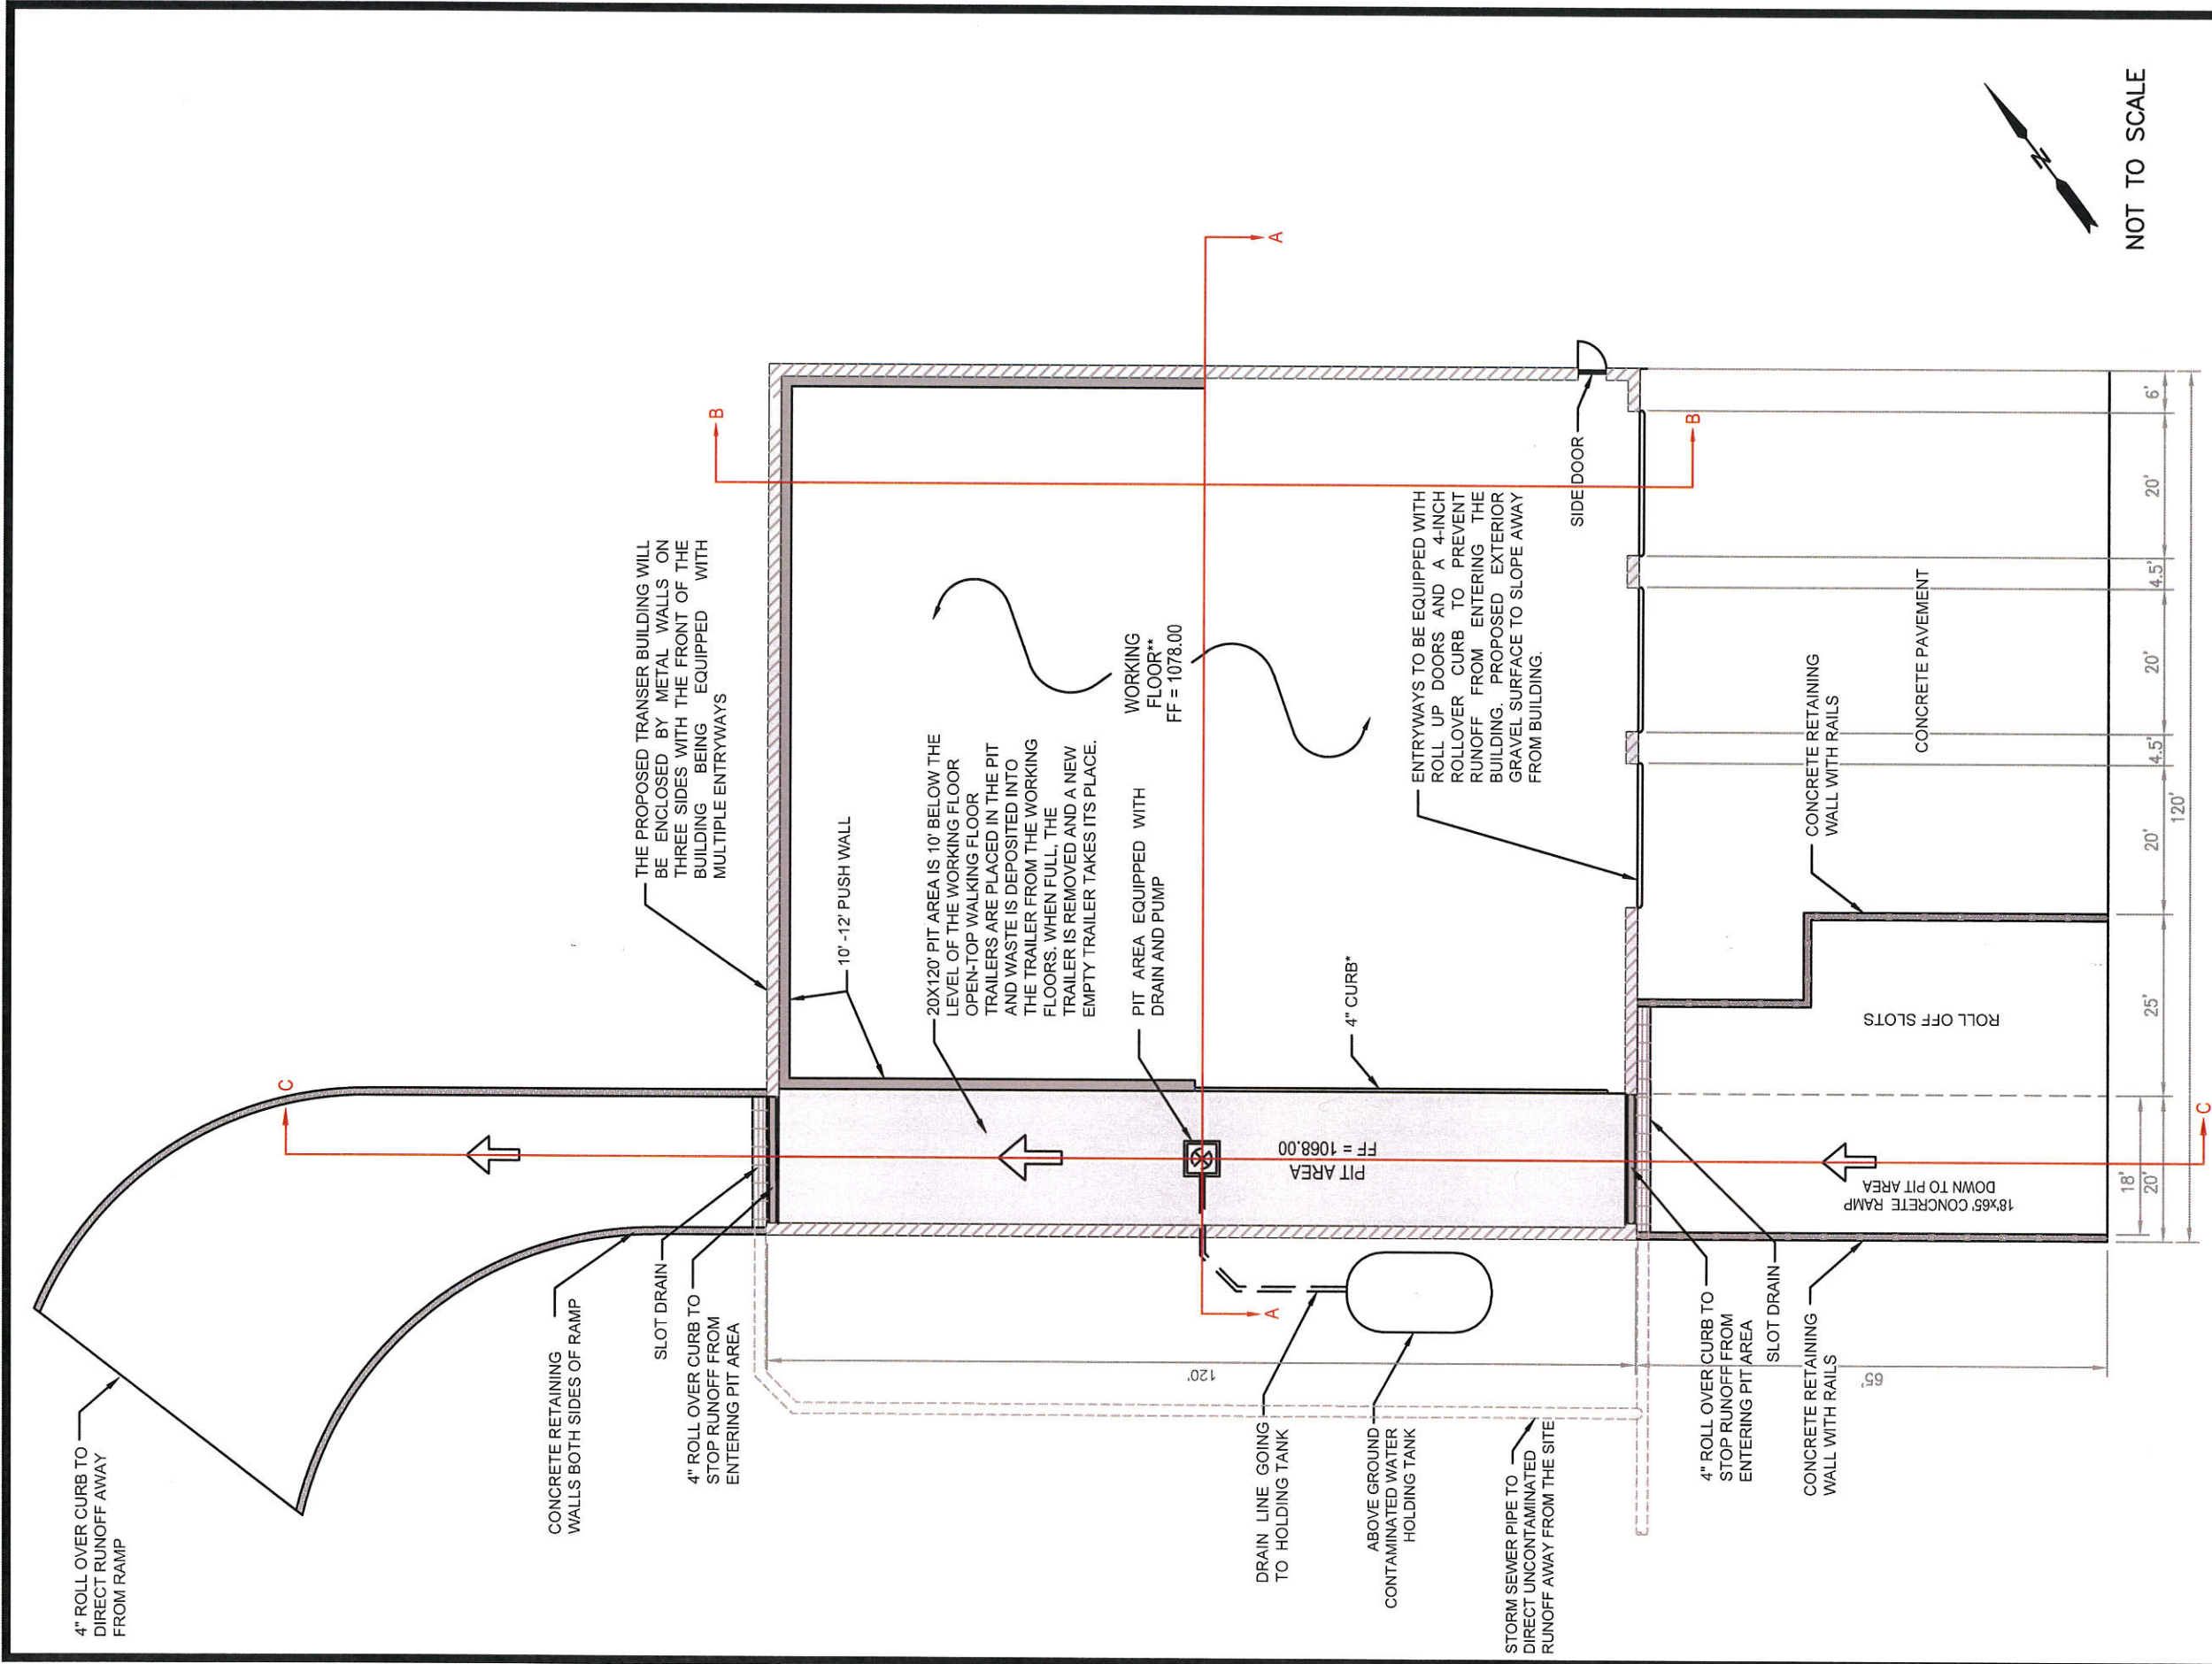 4" ROLL OVER CURB TO
DIRECT RUNOFF AWAY
FROM RAMP
CONCRETE RETAINING
WALLS BOTH SIDES OF RAMP
SLOT DRAIN
4" ROLL OVER CURB TO
STOP RUNOFF FROM
ENTERING PIT AREA
C
THE PROPOSED TRANSER BUILDING WILL
BE ENCLOSED BY METAL WALLS ON
THREE SIDES WITH THE FRONT OF THE
BUILDING BEING EQUIPPED WITH
MULTIPLE ENTRYWAYS
B
10' -12' PUSH WALL
20X120' PIT AREA IS 10' BELOW THE
LEVEL OF THE WORKING FLOOR
OPEN-TOP WALKING FLOOR
TRAILERS ARE PLACED IN THE PIT
AND WASTE IS DEPOSITED INTO
THE TRAILER FROM THE WORKING
FLOORS. WHEN FULL, THE
TRAILER IS REMOVED AND A NEW
EMPTY TRAILER TAKES ITS PLACE.
PIT AREA EQUIPPED WITH
DRAIN AND PUMP
WORKING
FLOOR**
FF = 1078.00
A
A
4" CURB*
PIT AREA
FF = 1068.00
120'
DRAIN LINE GOING
TO HOLDING TANK
ABOVE GROUND
CONTAMINATED WATER
HOLDING TANK
STORM SEWER PIPE TO
DIRECT UNCONTAMINATED
RUNOFF AWAY FROM THE SITE
ENTRYWAYS TO BE EQUIPPED WITH
ROLL UP DOORS AND A 4-INCH
ROLLOVER CURB TO PREVENT
RUNOFF FROM ENTERING THE
BUILDING. PROPOSED EXTERIOR
GRAVEL SURFACE TO SLOPE AWAY
FROM BUILDING.
SIDE DOOR
B
4" ROLL OVER CURB TO
STOP RUNOFF FROM
ENTERING PIT AREA
SLOT DRAIN
CONCRETE RETAINING
WALL WITH RAILS
65'
18'x65' CONCRETE RAMP
DOWN TO PIT AREA
ROLL OFF SLOTS
CONCRETE RETAINING
WALL WITH RAILS
CONCRETE PAVEMENT
18'
20'
25'
20'
4.5'
20'
4.5'
20'
6'
120'
C
N
NOT TO SCALE